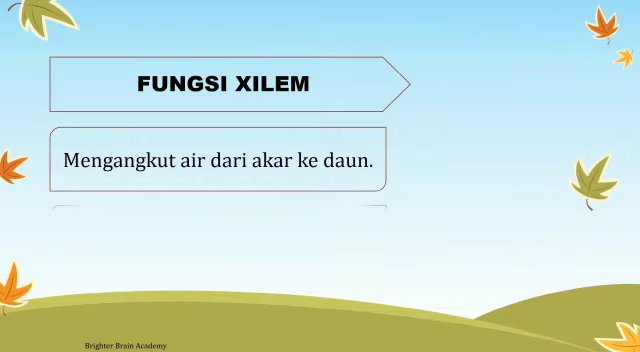 FUNGSI XILEM
Mengangkut air dari akar ke daun.
Brighter Brain Academy